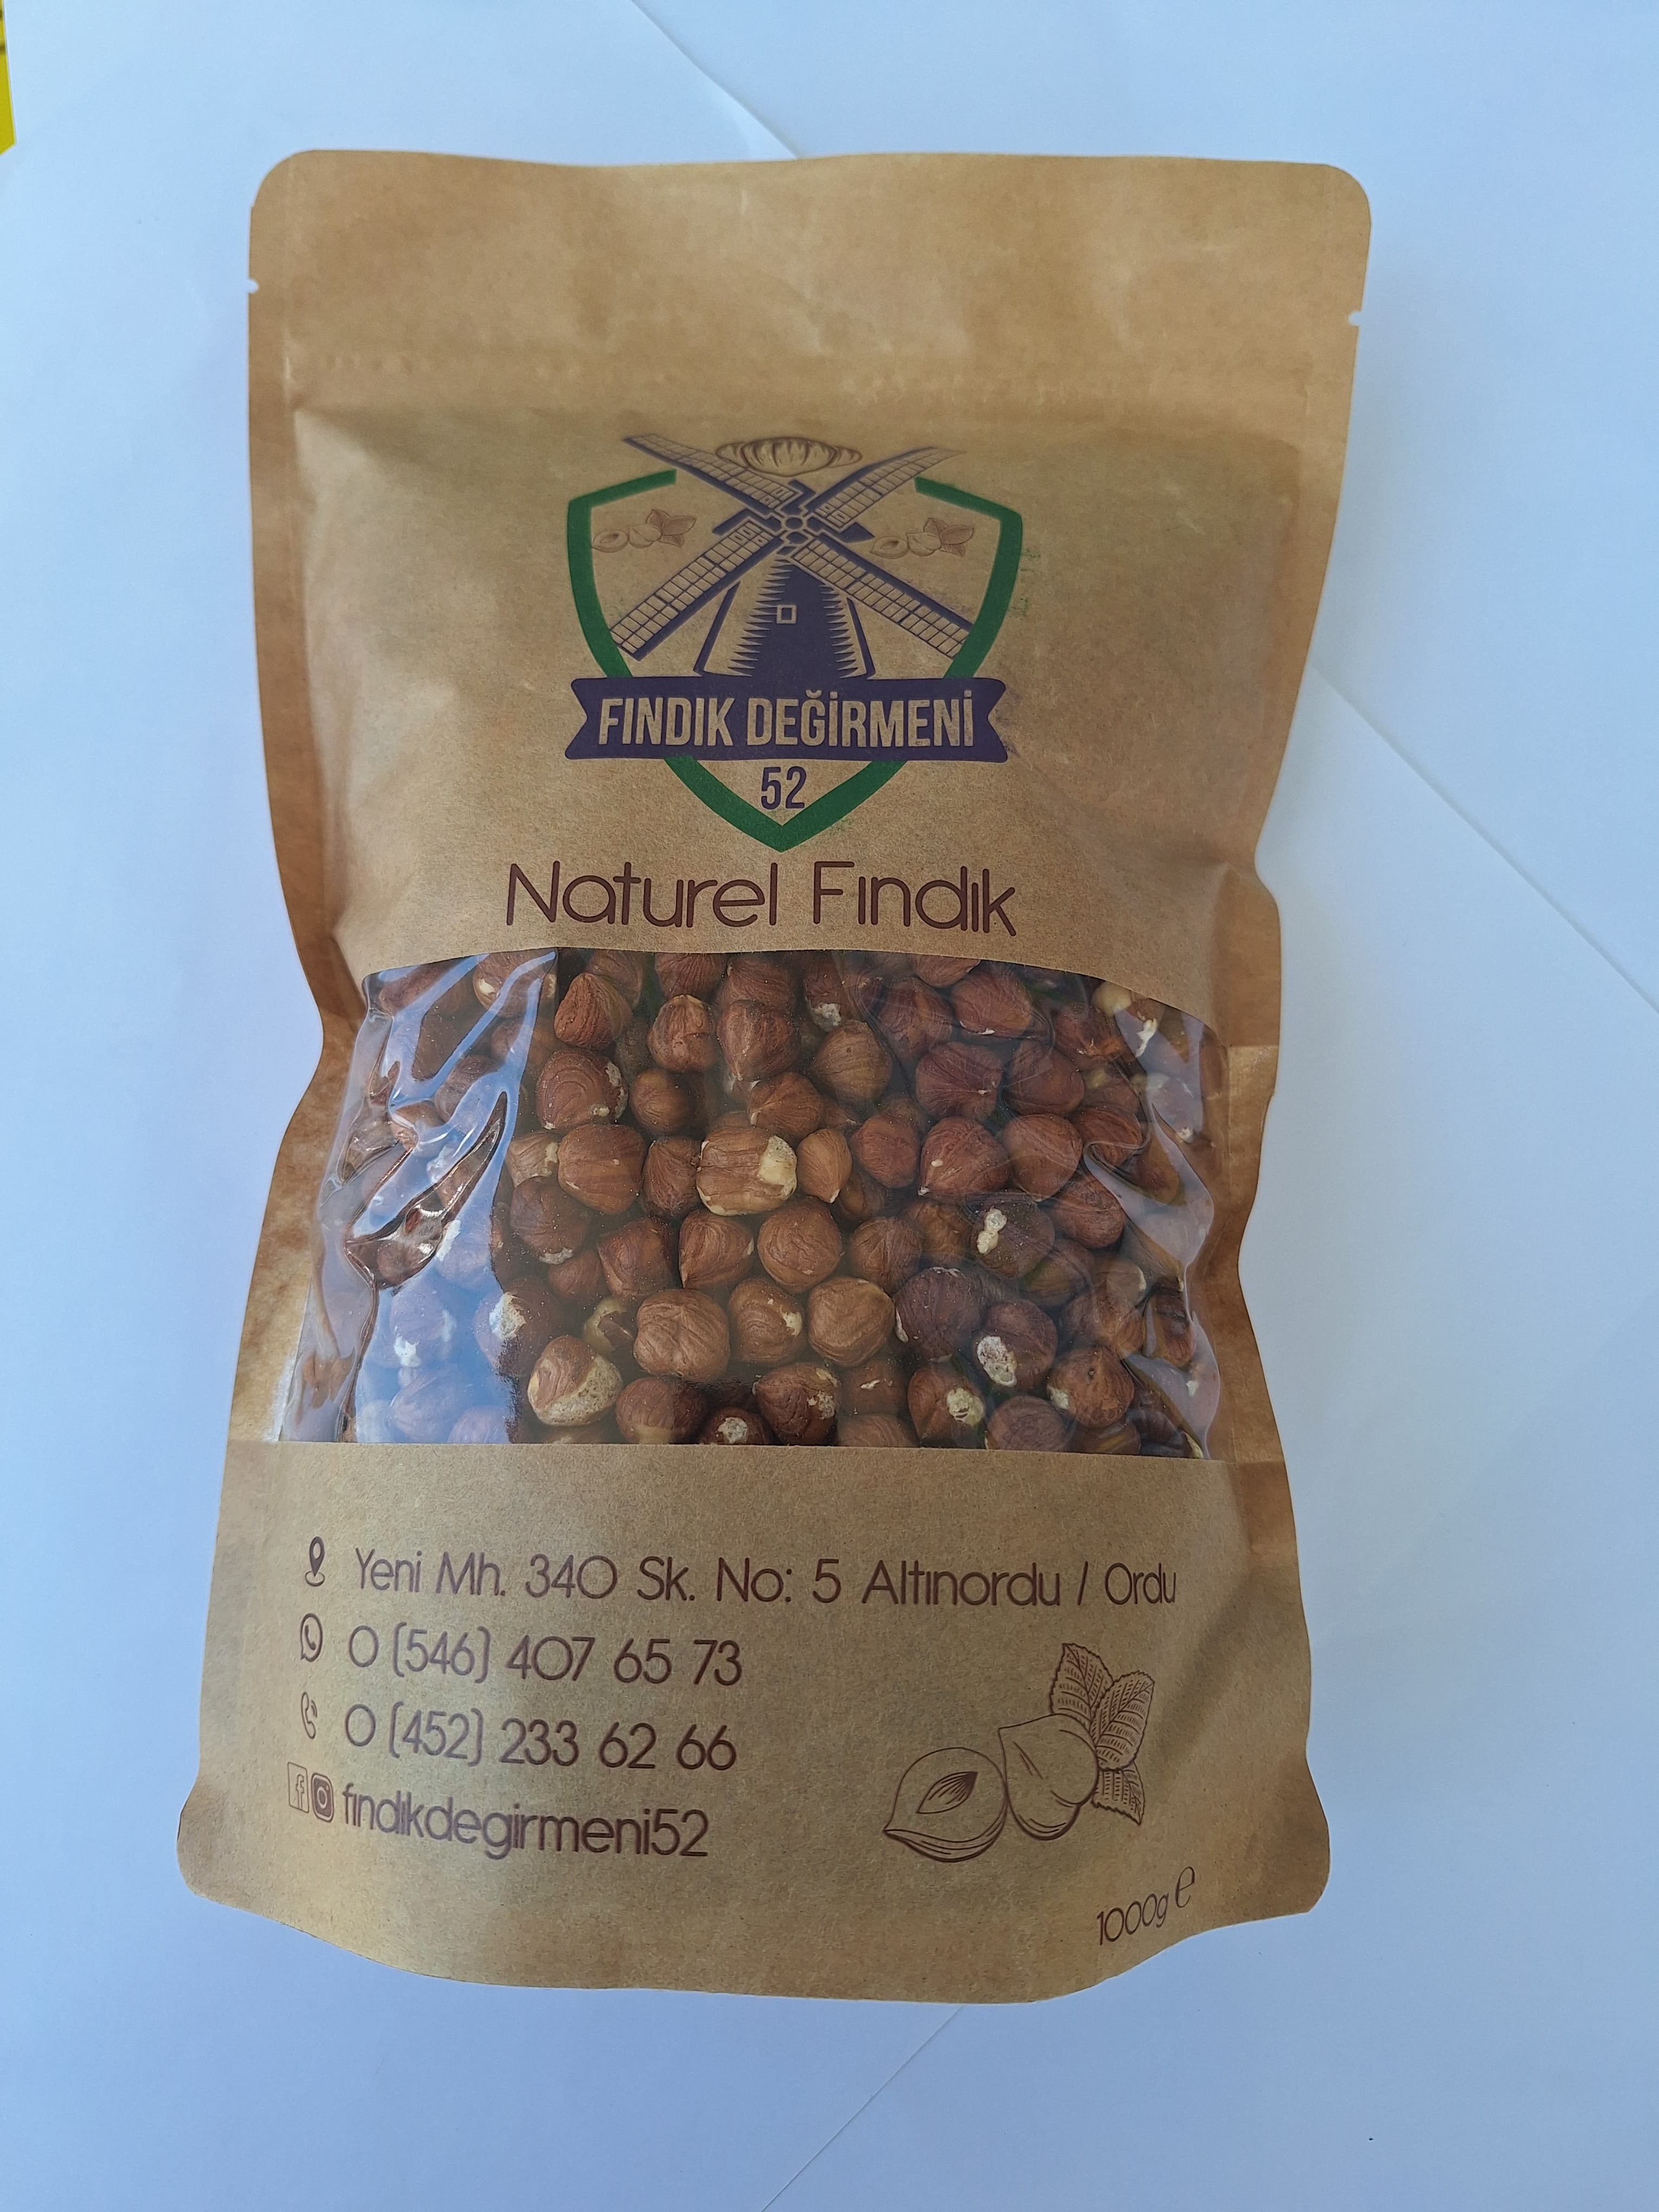 FINDIK DEĞİRMENİ
52
Naturel Fındık
Yeni Mh. 340 Sk. No: 5 Altınordu / Ordu
0 (546) 407 65 73
0 (452) 233 62 66
fındıkdegirmeni52
1000g e